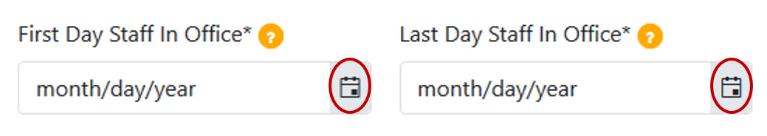 First Day Staff In Office* ?
Last Day Staff In Office* ?
month/day/year
month/day/year